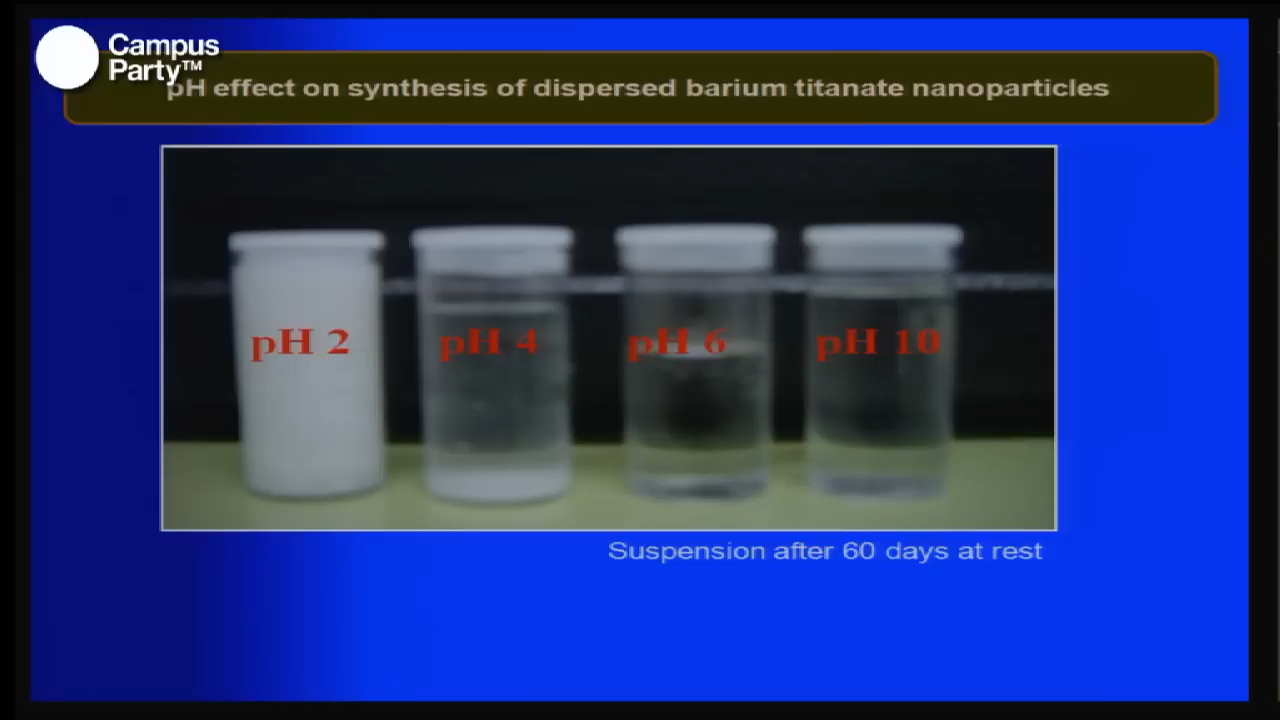 Campus
Party™
pH effect on synthesis of dispersed barium titanate nanoparticles
pH 2
pH 4
pH 6
pH 10
Suspension after 60 days at rest